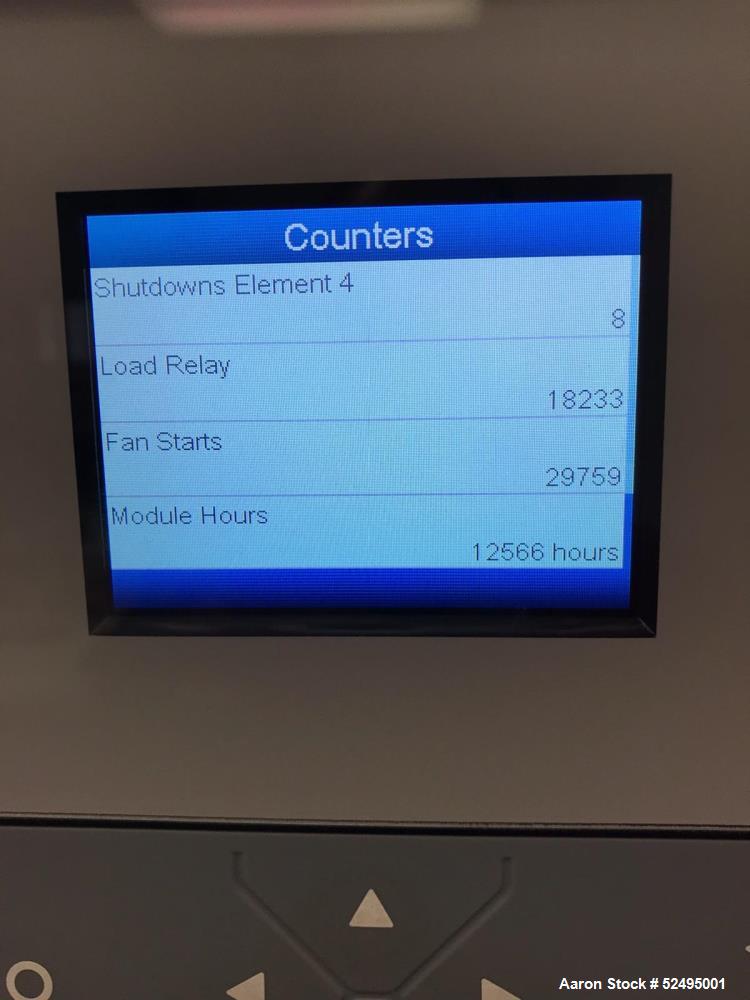 Counters
Shutdowns Element 4
8
Load Relay
18233
Fan Starts
29759
Module Hours
12566 hours
Aaron Stock # 52495001